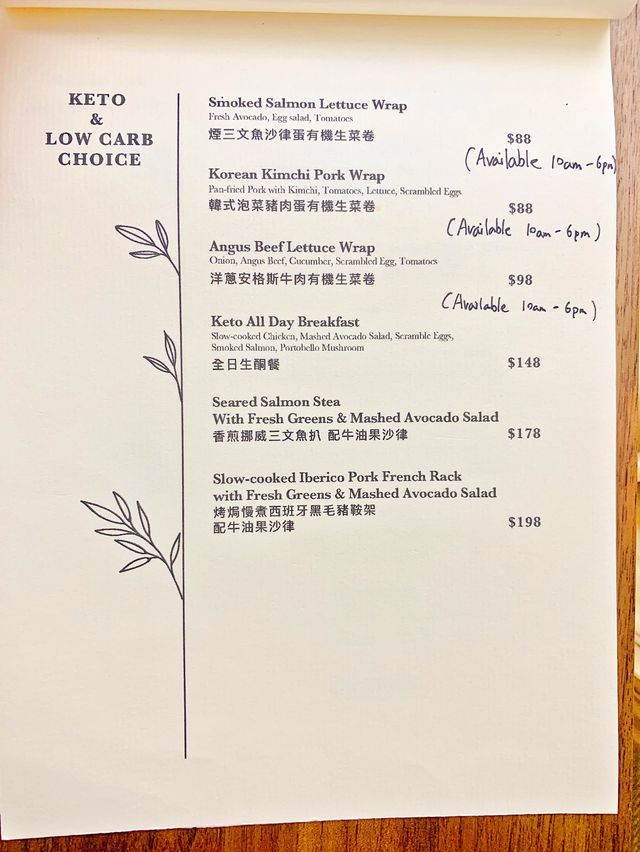 KETO
&
LOW CARB
CHOICE
Smoked Salmon Lettuce Wrap
Fresh Avocado, Egg salad, Tomatoes
煙三文魚沙律蛋有機生菜卷
$88
(Available 10am - 6pm)
Korean Kimchi Pork Wrap
Pan-fried Pork with Kimchi, Tomatoes, Lettuce, Scrambled Eggs
韓式泡菜豬肉蛋有機生菜卷
$88
(Available 10am - 6pm)
Angus Beef Lettuce Wrap
Onion, Angus Beef, Cucumber, Scrambled Egg, Tomatoes
洋蔥安格斯牛肉有機生菜卷
$98
(Available 10am - 6pm)
Keto All Day Breakfast
Slow-cooked Chicken, Mashed Avocado Salad, Scramble Eggs,
Smoked Salmon, Portobello Mushroom
全日生酮餐
$148
Seared Salmon Stea
With Fresh Greens & Mashed Avocado Salad
香煎挪威三文魚扒 配牛油果沙律
$178
Slow-cooked Iberico Pork French Rack
with Fresh Greens & Mashed Avocado Salad
烤焗慢煮西班牙黑毛豬鞍架
配牛油果沙律
$198